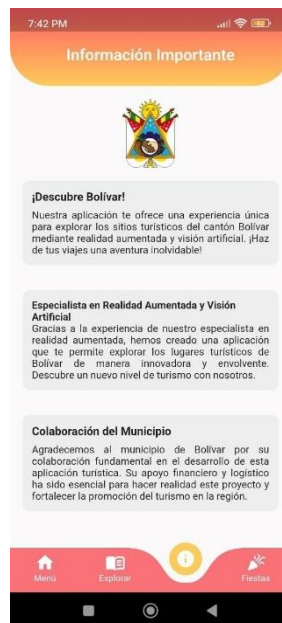 7:42 PM
Información Importante
¡Descubre Bolívar!
Nuestra aplicación te ofrece una experiencia única
para explorar los sitios turísticos del cantón Bolívar
mediante realidad aumentada y visión artificial. ¡Haz
de tus viajes una aventura inolvidable!
Especialista en Realidad Aumentada y Visión
Artificial
Gracias a la experiencia de nuestro especialista en
realidad aumentada, hemos creado una aplicación
que te permite explorar los lugares turísticos de
Bolívar de manera innovadora y envolvente.
Descubre un nuevo nivel de turismo con nosotros.
Colaboración del Municipio
Agradecemos al municipio de Bolívar por su
colaboración fundamental en el desarrollo de esta
aplicación turística. Su apoyo financiero y logístico
ha sido esencial para hacer realidad este proyecto y
fortalecer la promoción del turismo en la región.
Menú Explorar Fiestas